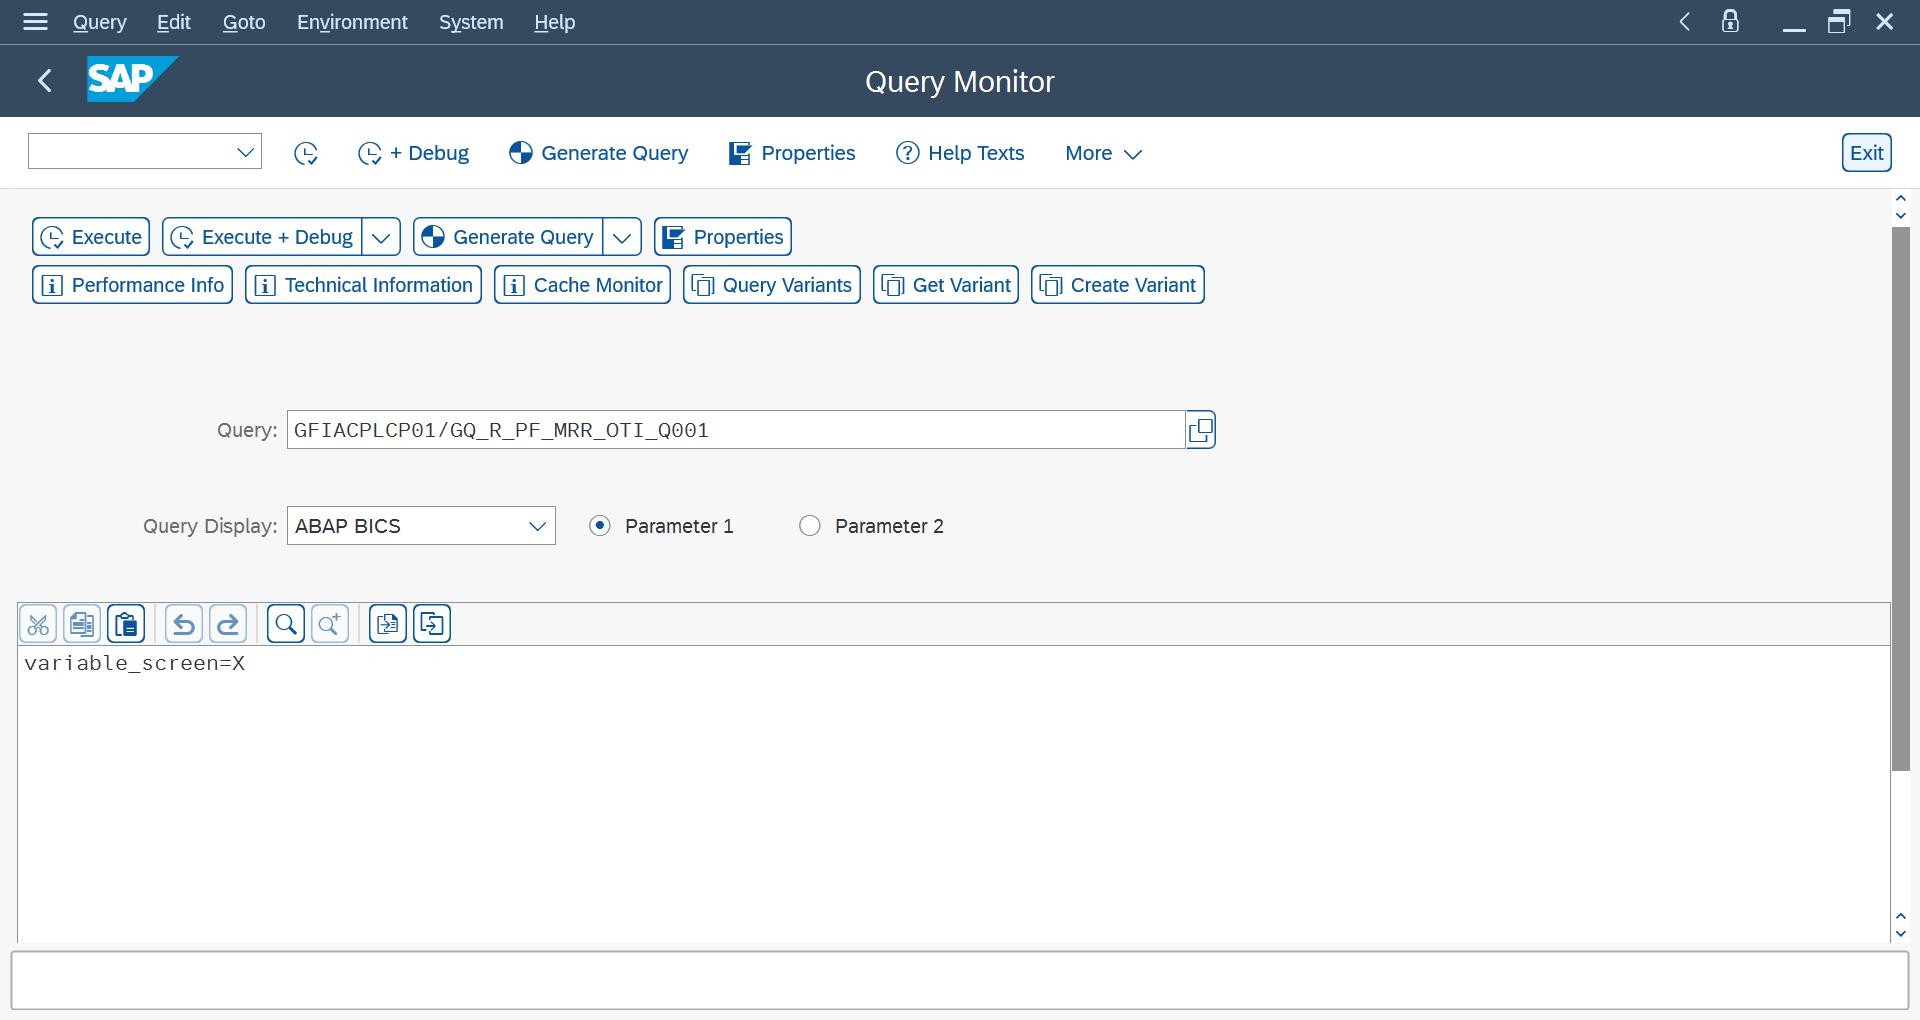 Query Edit Goto Environment System Help
SAP
Query Monitor
+ Debug Generate Query Properties Help Texts More Exit
Execute Execute + Debug Generate Query Properties
Performance Info Technical Information Cache Monitor Query Variants Get Variant Create Variant
Query: GFIACPLCP01/GQ_R_PF_MRR_OTI_Q001
Query Display: ABAP BICS Parameter 1 Parameter 2
variable_screen=X